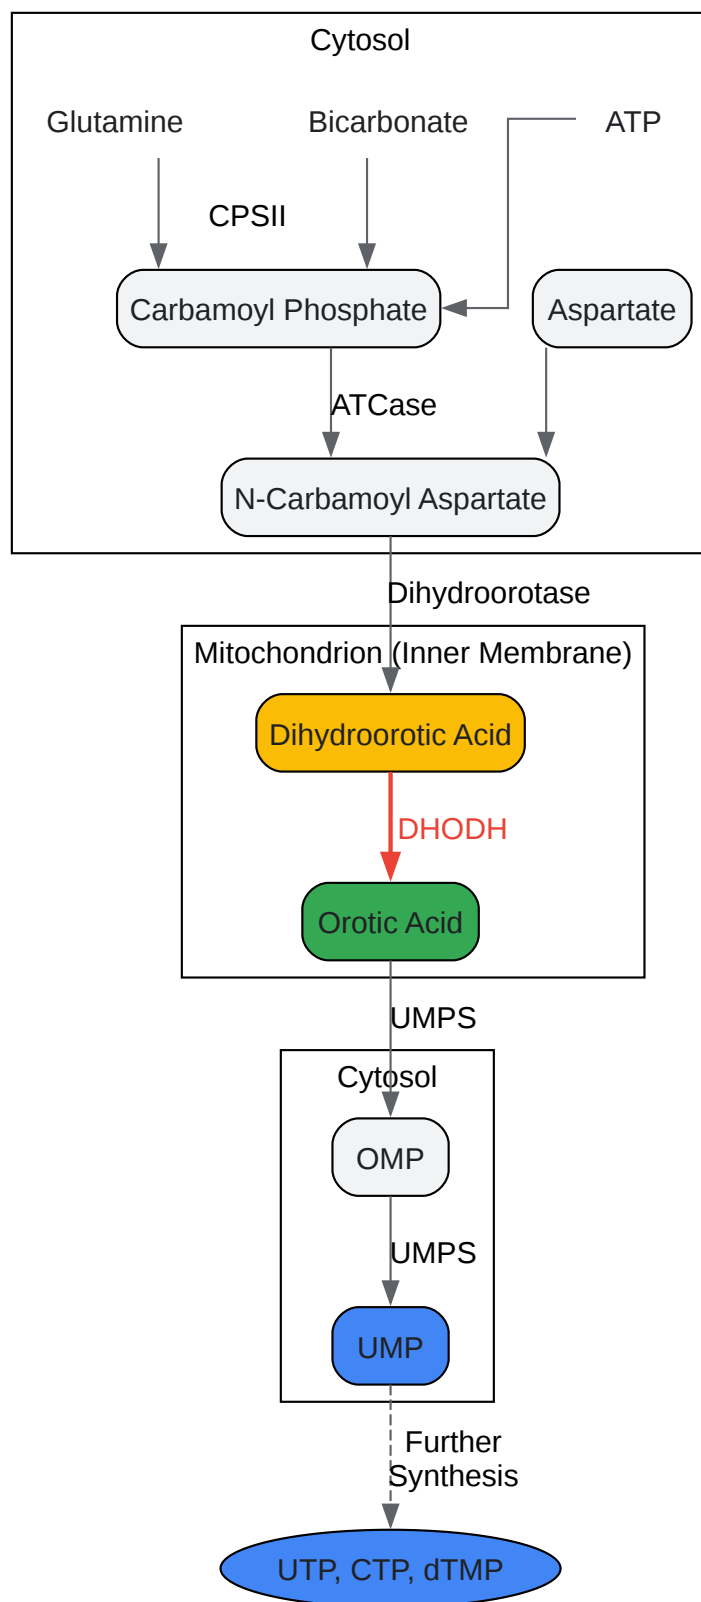 Cytosol
Glutamine
Bicarbonate
ATP
CPSII
Carbamoyl Phosphate
Aspartate
ATCase
N-Carbamoyl Aspartate
Dihydroorotase
Mitochondrion (Inner Membrane)
Dihydroorotic Acid
DHODH
Orotic Acid
UMPS
Cytosol
OMP
UMPS
UMP
Further
Synthesis
UTP, CTP, dTMP